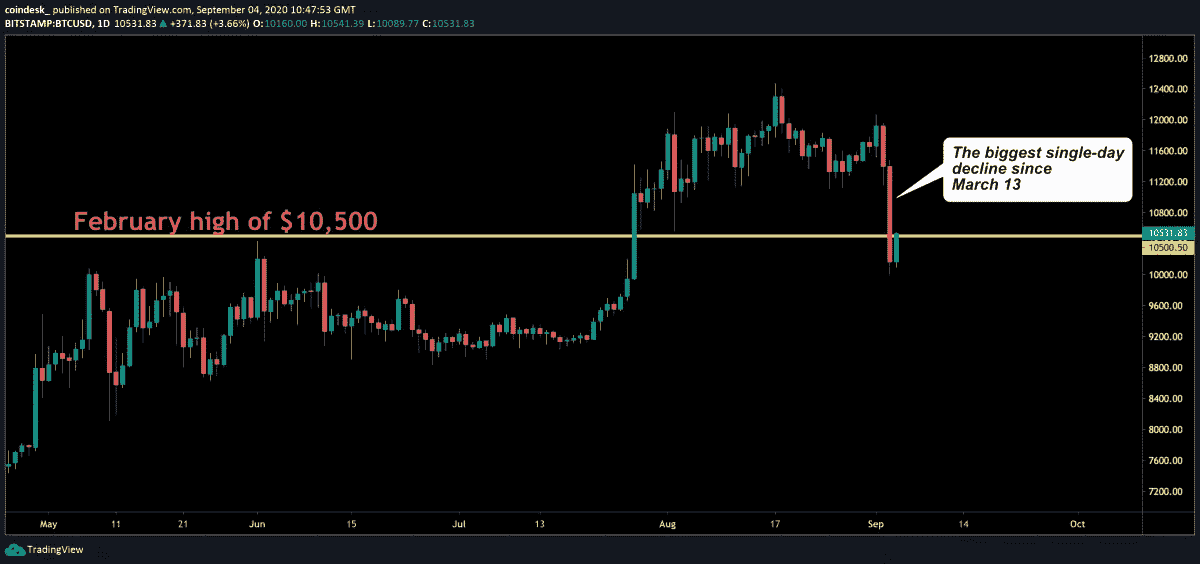 coindesk_ published on TradingView.com, September 04, 2020 10:47:53 GMT
BITSTAMP:BTCUSD, 1D 10531.83 ▲ +371.83 (+3.66%) O:10160.00 H:10541.39 L:10089.77 C:10531.83
12800.00
12400.00
12000.00
The biggest single-day
decline since
March 13
11600.00
11200.00
February high of $10,500
10800.00
10531.83
10500.50
10000.00
9600.00
9200.00
8800.00
8400.00
8000.00
7600.00
7200.00
May 11 21 Jun 15 Jul 13 Aug 17 Sep 14 Oct
TradingView